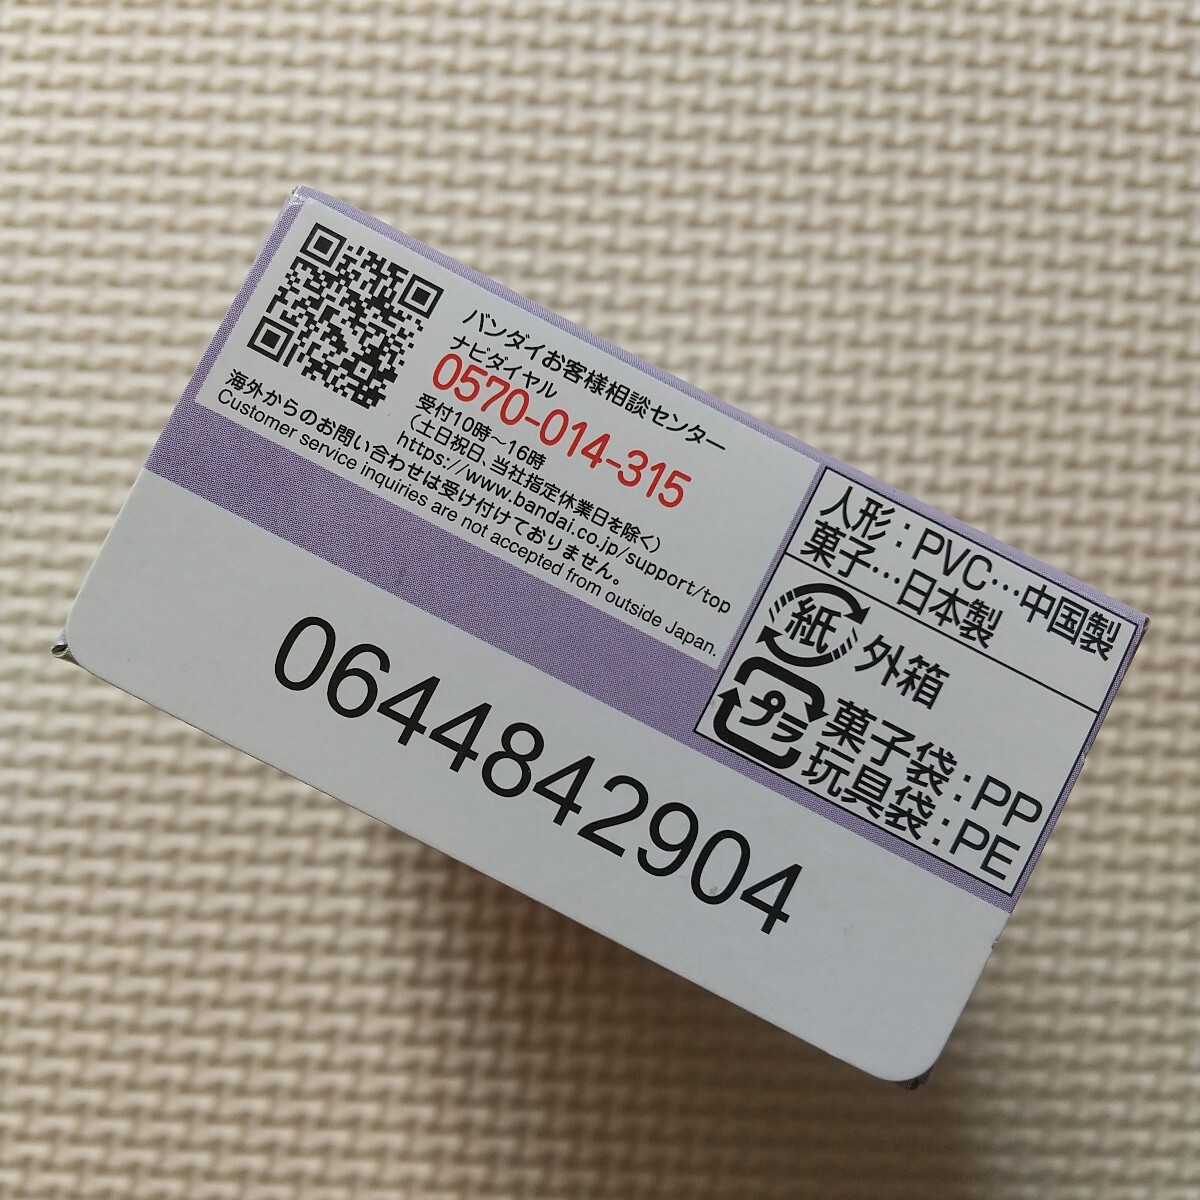 バンダイお客様相談センター
ナビダイヤル
0570-014-315
受付10時～16時
(土日祝日、当社指定休業日を除く)
https://www.bandai.co.jp/support/top
海外からのお問い合わせは受け付けておりません。
Customer service inquiries are not accepted from outside Japan.
人形：PVC…中国製
菓子…日本製
紙 外箱
プラ 菓子袋：PP
玩具袋：PE
0644842904